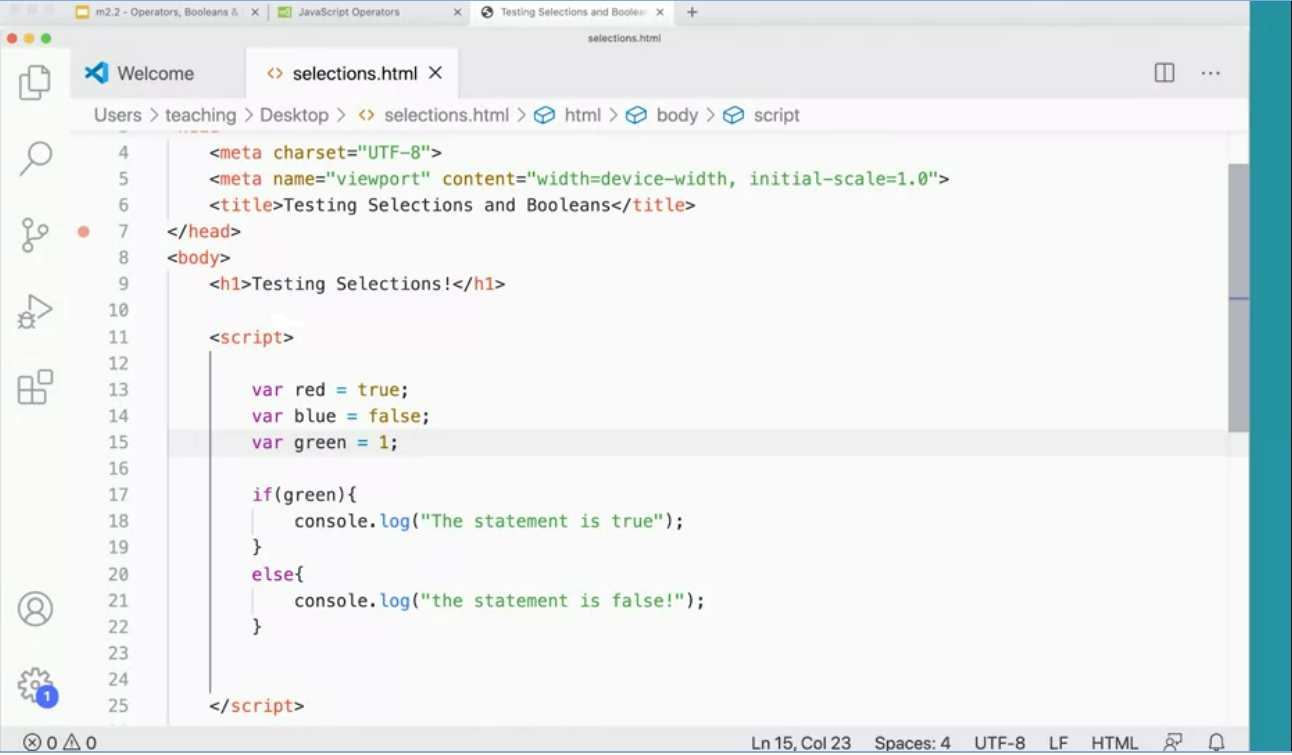 m2.2 - Operators, Booleans &
JavaScript Operators
Testing Selections and Boolean
selections.html
Welcome
selections.html
Users > teaching > Desktop > selections.html > html > body > script
4 <meta charset="UTF-8">
5 <meta name="viewport" content="width=device-width, initial-scale=1.0">
6 <title>Testing Selections and Booleans</title>
7 </head>
8 <body>
9 <h1>Testing Selections!</h1>
10
11 <script>
12
13 var red = true;
14 var blue = false;
15 var green = 1;
16
17 if(green){
18 console.log("The statement is true");
19 }
20 else{
21 console.log("the statement is false!");
22 }
23
24
25 </script>
1
0 0
Ln 15, Col 23 Spaces: 4 UTF-8 LF HTML